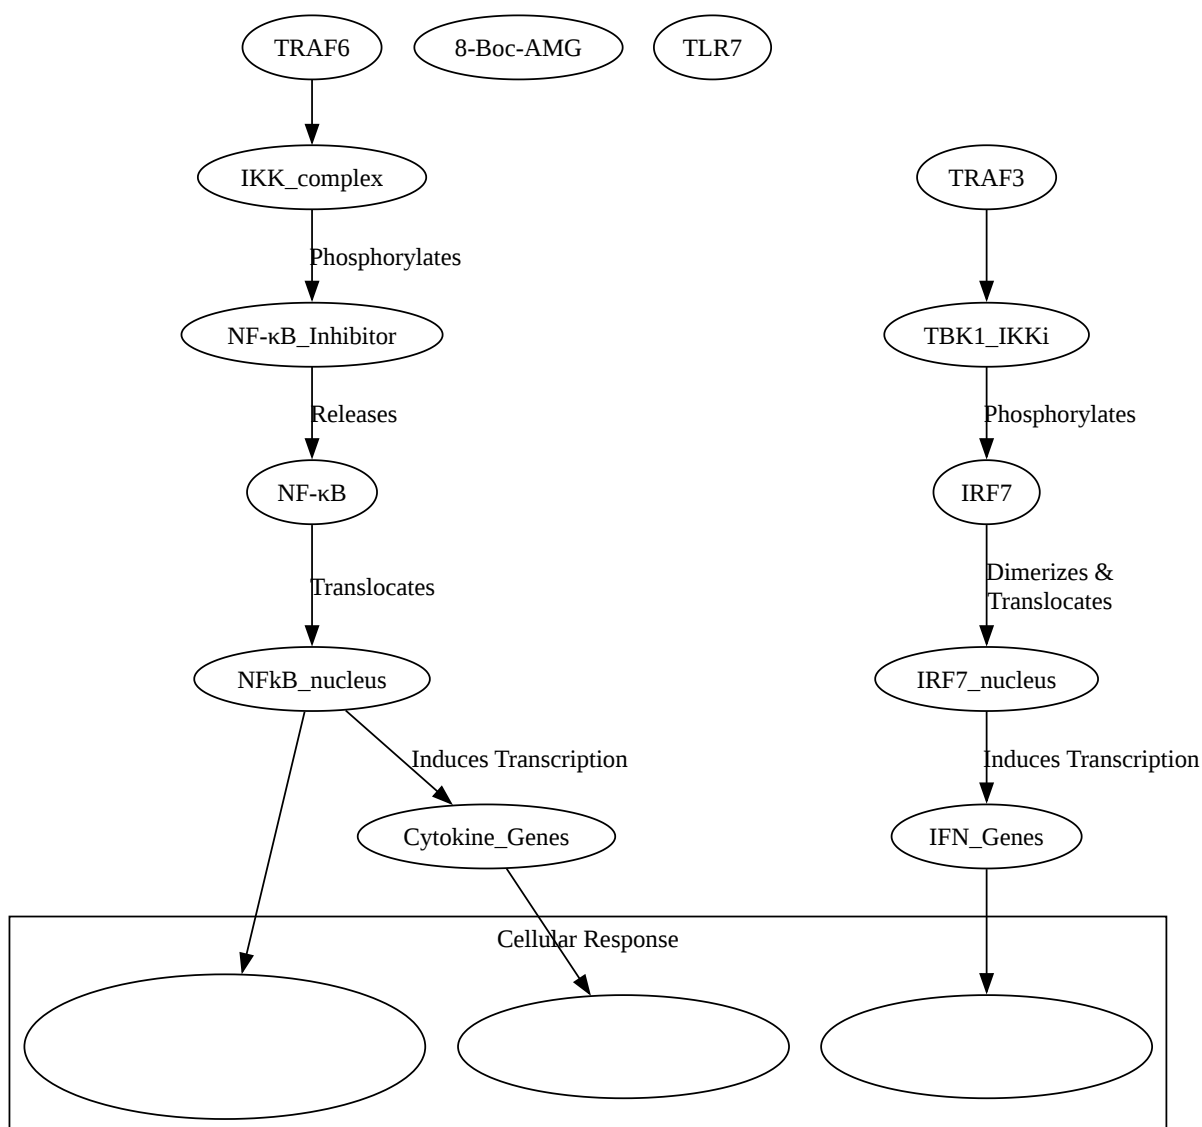 TRAF6
8-Boc-AMG
TLR7
IKK_complex
TRAF3
Phosphorylates
NF-κB_Inhibitor
TBK1_IKKi
Releases
Phosphorylates
NF-κB
IRF7
Translocates
Dimerizes &
Translocates
NFkB_nucleus
IRF7_nucleus
Induces Transcription
Induces Transcription
Cytokine_Genes
IFN_Genes
Cellular Response